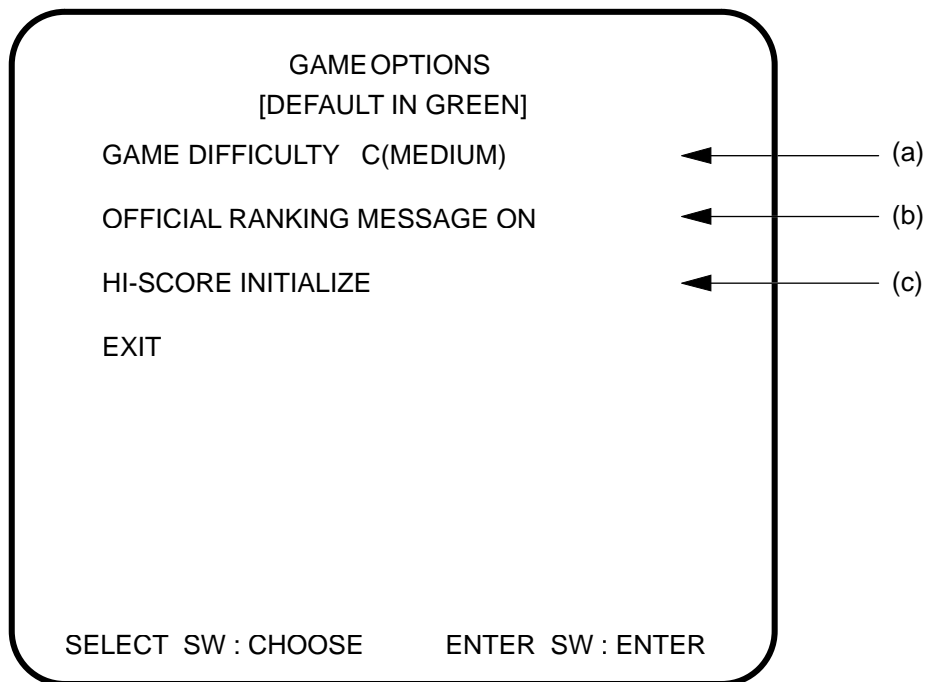 GAME OPTIONS
[DEFAULT IN GREEN]
GAME DIFFICULTY C(MEDIUM) (a)
OFFICIAL RANKING MESSAGE ON (b)
HI-SCORE INITIALIZE (c)
EXIT
SELECT SW : CHOOSE ENTER SW : ENTER